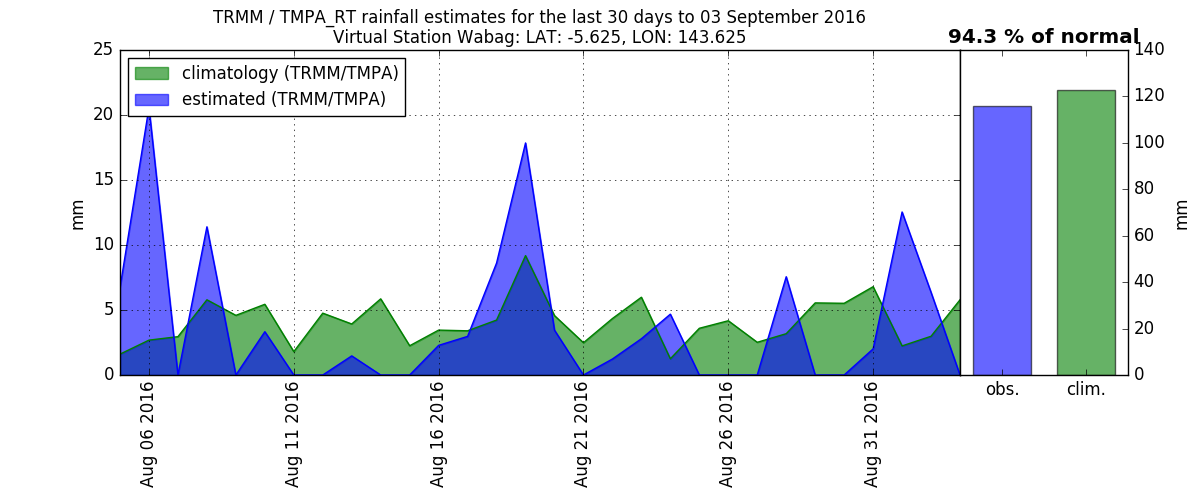 TRMM / TMPA_RT rainfall estimates for the last 30 days to 03 September 2016
Virtual Station Wabag: LAT: -5.625, LON: 143.625
94.3 % of normal
climatology (TRMM/TMPA)
estimated (TRMM/TMPA)
25
20
15
10
5
0
mm
Aug 06 2016
Aug 11 2016
Aug 16 2016
Aug 21 2016
Aug 26 2016
Aug 31 2016
obs.
clim.
140
120
100
80
60
40
20
0
mm